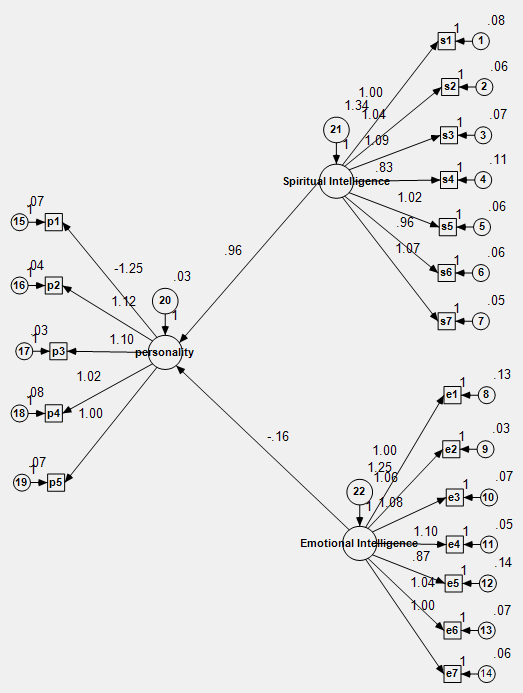 .08
s1 1 1
.06
1.00 s2 1 2
1.34 1.04
21 1.09 .07
s3 1 3
1 .83 .11
Spiritual Intelligence s4 1 4
1.02 .06
.96 s5 1 5
1.07 .06
s6 1 6
.05
s7 1 7
.96
.07
15 1 p1
-1.25
.04
16 1 p2
1.12
.03
20
1
.03
17 1 p3 1.10 personality
1.02
.08
18 1 p4 1.00
.07
19 1 p5
-.16
.13
e1 1 8
.03
1.00 e2 1 9
1.25 1.06
22 1.08 .07
e3 1 10
1 1.10 .05
Emotional Intelligence e4 1 11
.87 .14
1.04 e5 1 12
1.00 .07
e6 1 13
.06
e7 1 14